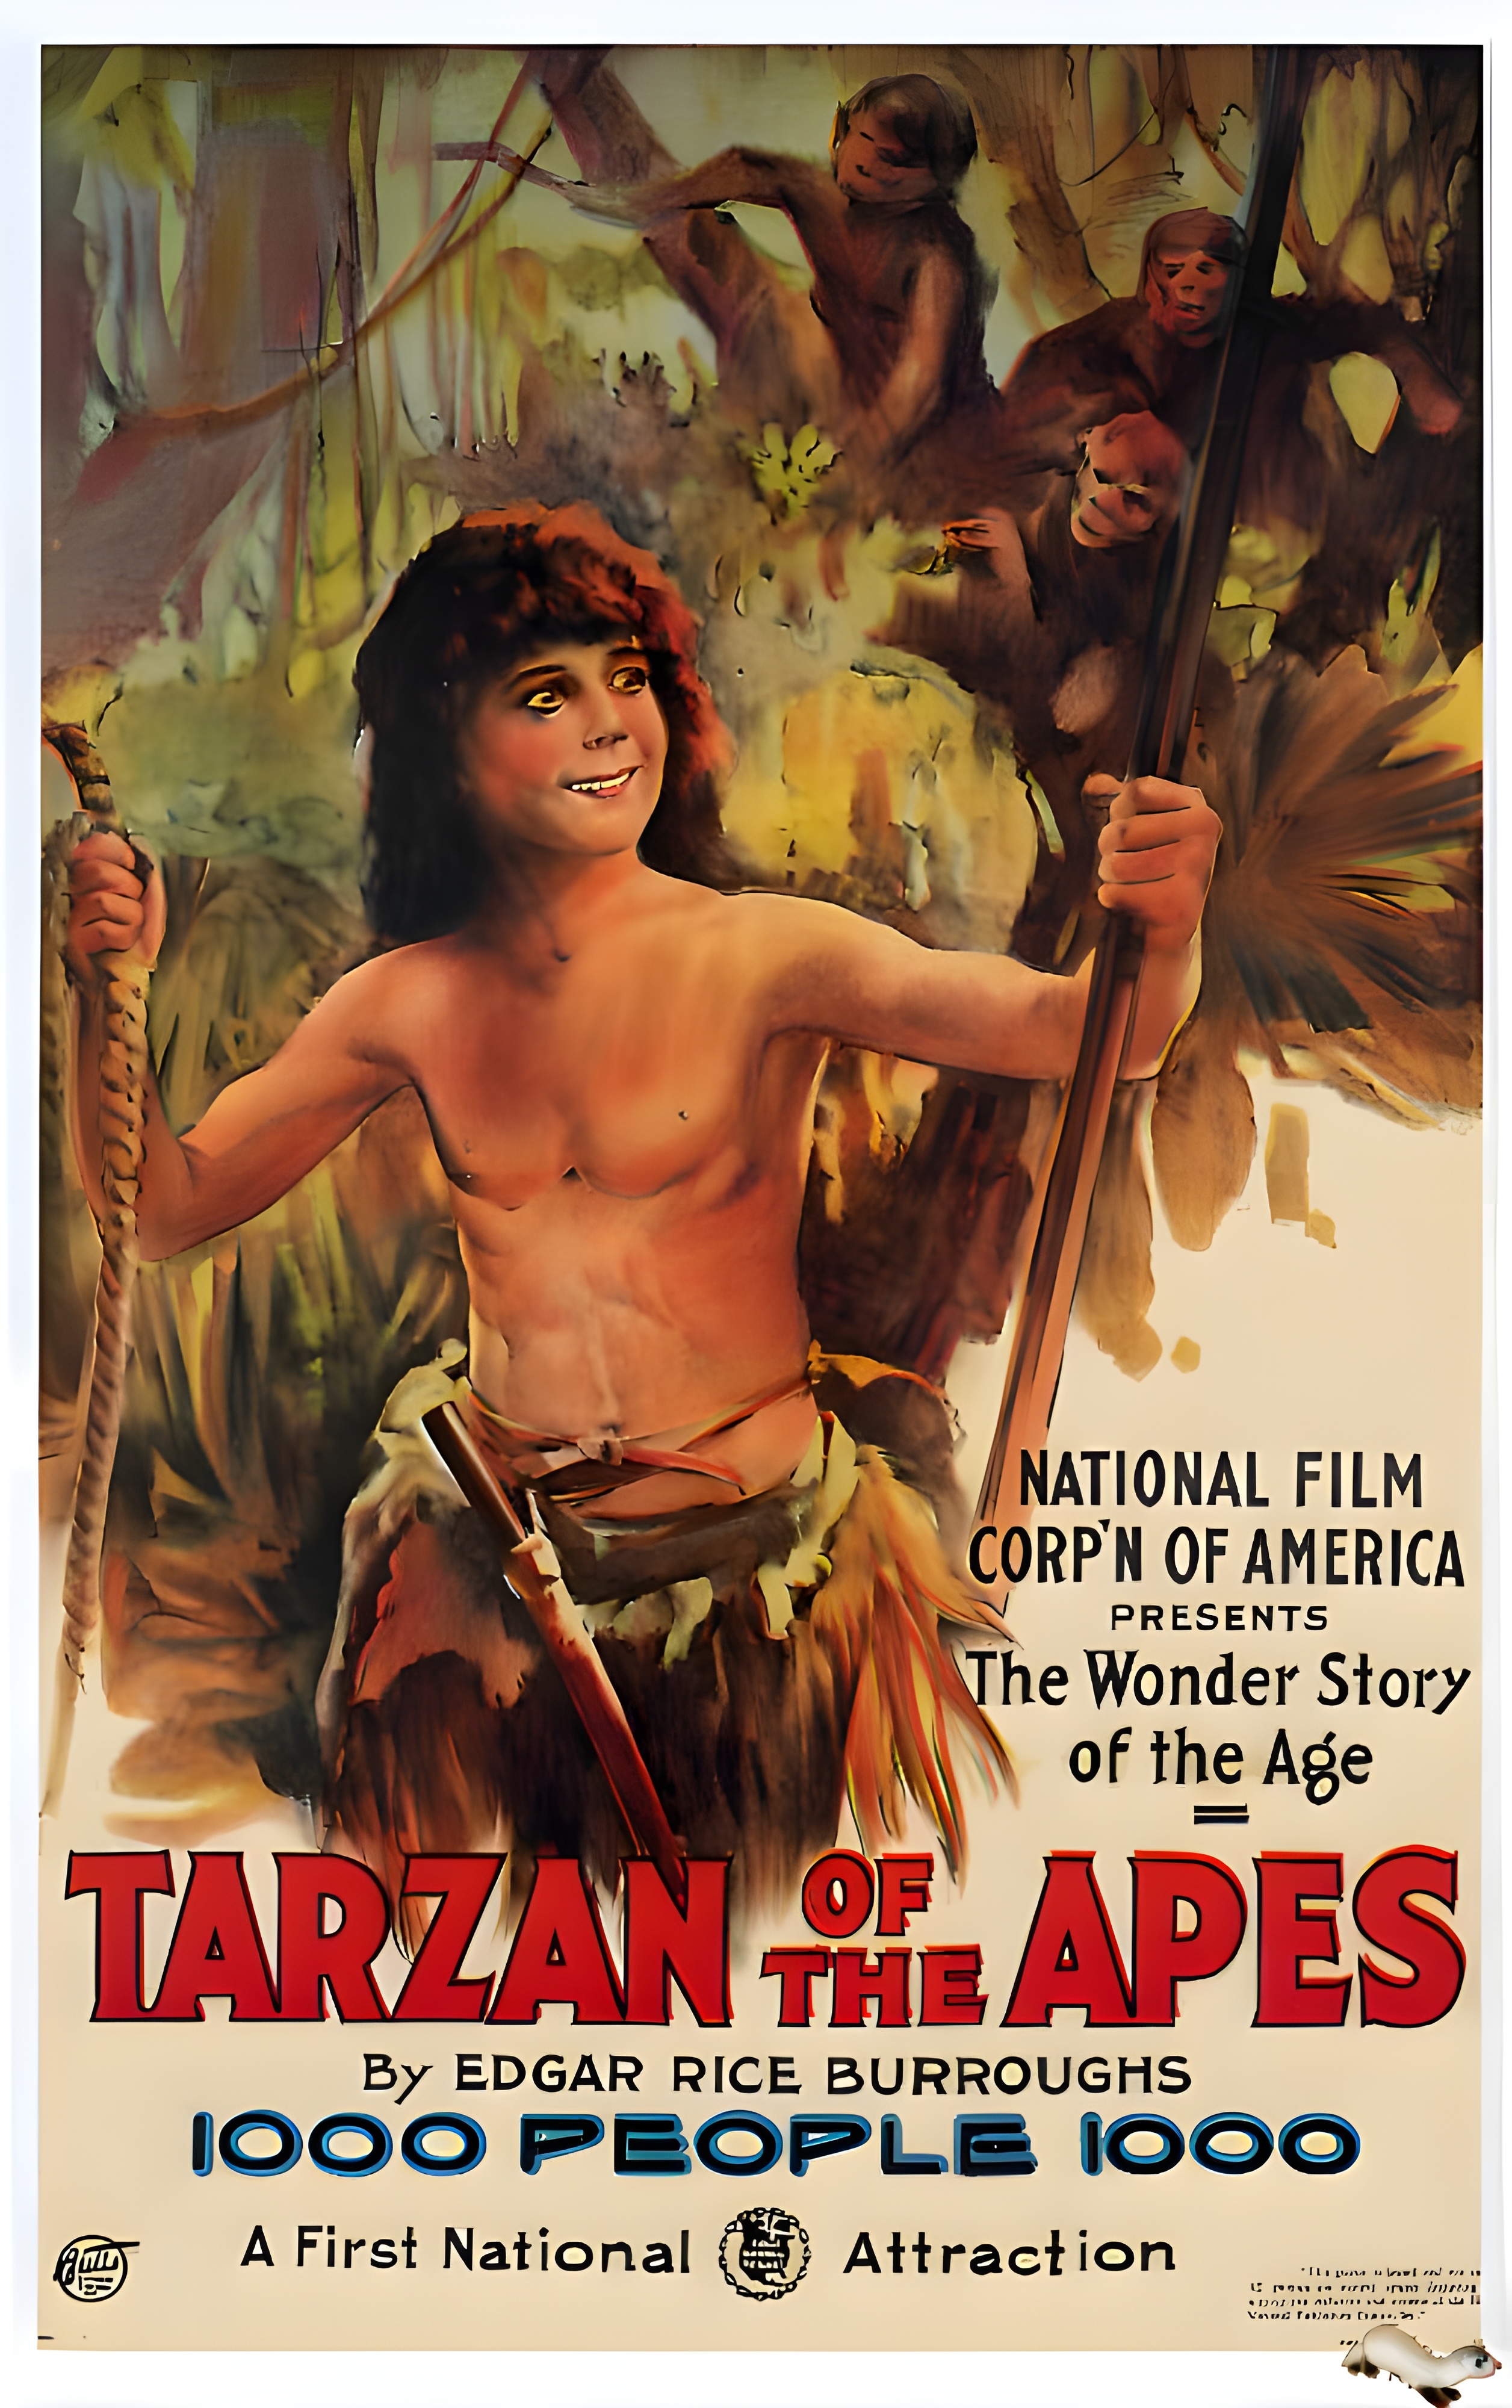 NATIONAL FILM
CORP'N OF AMERICA
PRESENTS
The Wonder Story
of the Age
TARZAN OF THE APES
By EDGAR RICE BURROUGHS
1000 PEOPLE 1000
A First National Attraction